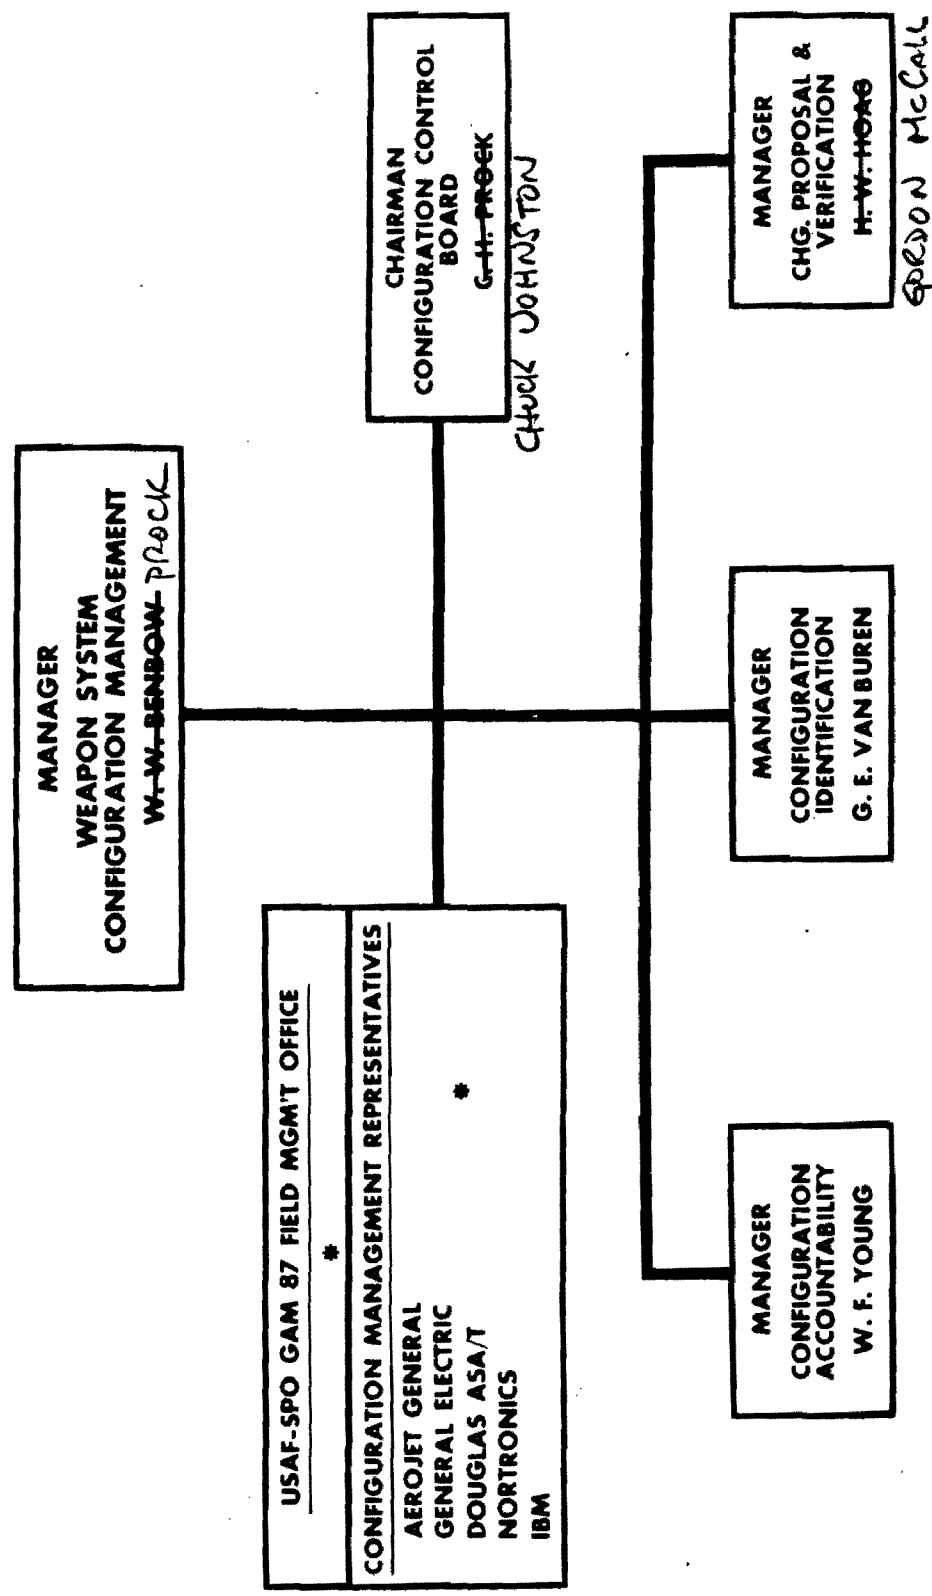 MANAGER
WEAPON SYSTEM
CONFIGURATION MANAGEMENT
W. W. BENBOW PROCK
USAF-SPO GAM 87 FIELD MGM'T OFFICE
*
CONFIGURATION MANAGEMENT REPRESENTATIVES
AEROJET GENERAL
GENERAL ELECTRIC
DOUGLAS ASA/T
NORTRONICS
IBM
*
CHAIRMAN
CONFIGURATION CONTROL
BOARD
G. H. PROCK
CHUCK JOHNSTON
MANAGER
CONFIGURATION
ACCOUNTABILITY
W. F. YOUNG
MANAGER
CONFIGURATION
IDENTIFICATION
G. E. VAN BUREN
MANAGER
CHG. PROPOSAL &
VERIFICATION
H. W. HOAG
GORDON McCALL